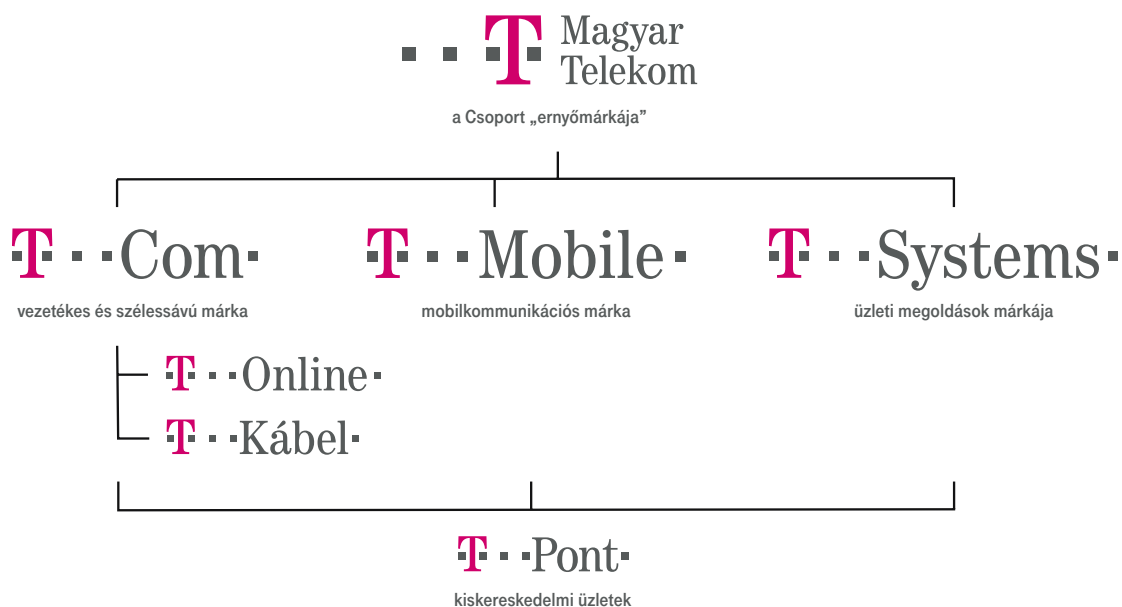 T Magyar
Telekom
a Csoport „ernyőmárkája”
T Com
T Mobile
T Systems
vezetékes és szélessávú márka
mobilkommunikációs márka
üzleti megoldások márkája
T Online
T Kábel
T Pont
kiskereskedelmi üzletek